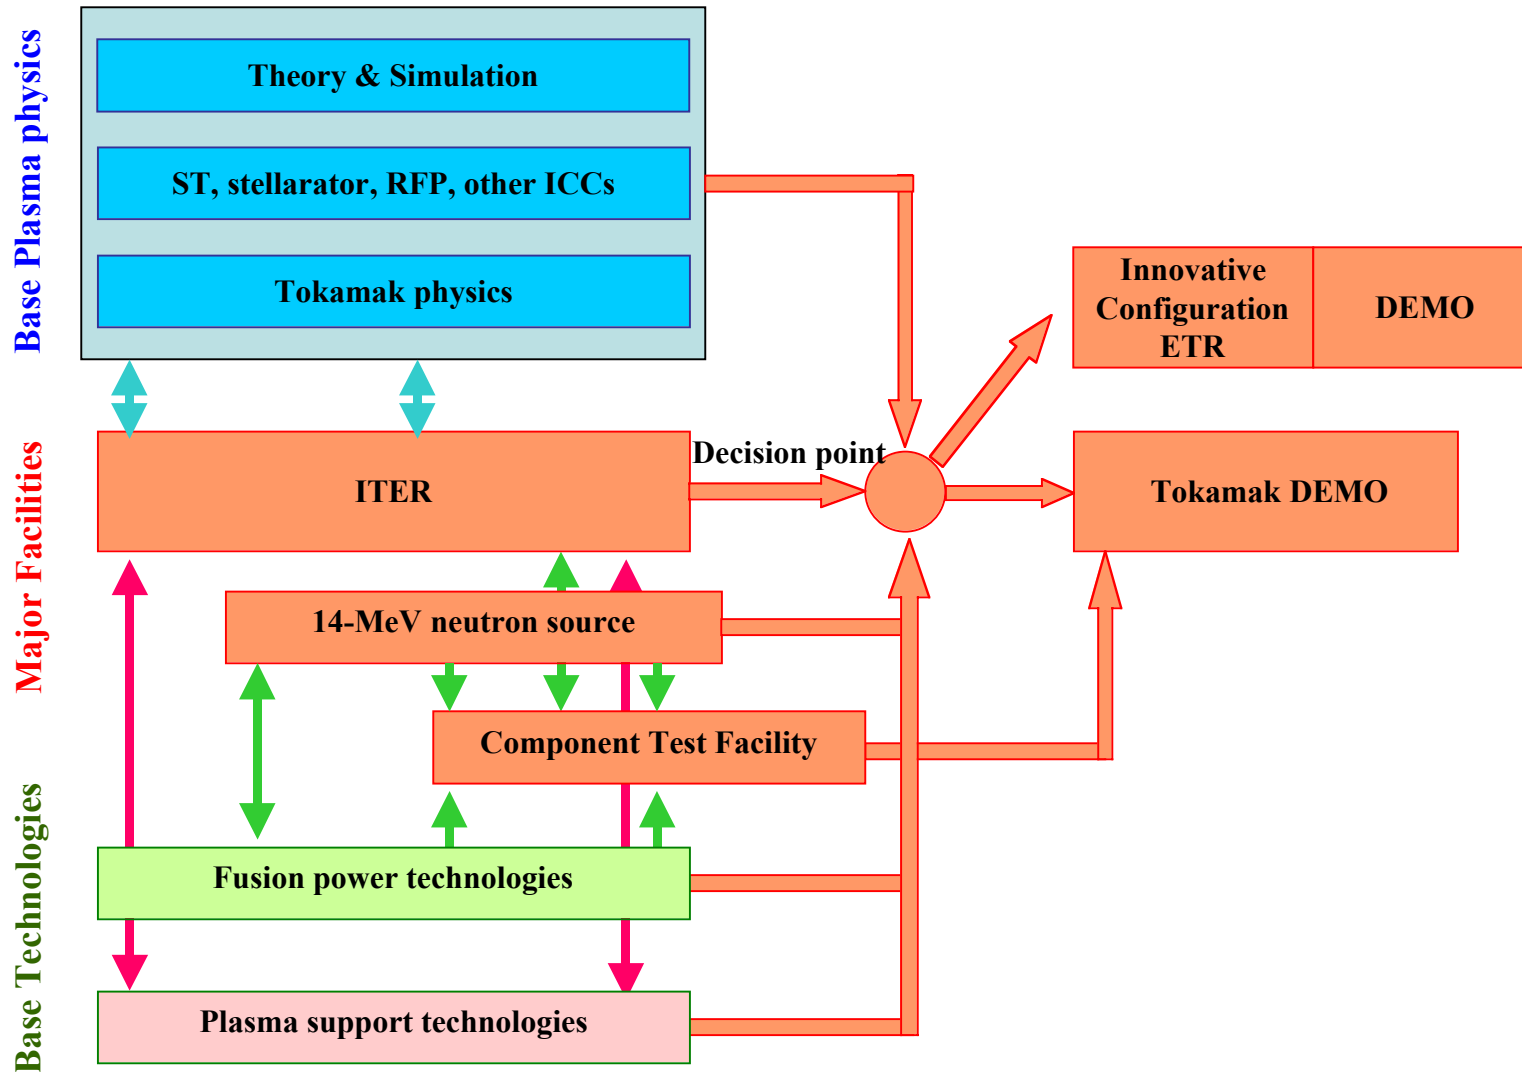 Base Plasma physics
Theory & Simulation
ST, stellarator, RFP, other ICCs
Tokamak physics
Innovative
Configuration
ETR
DEMO
Major Facilities
Decision point
ITER
Tokamak DEMO
14-MeV neutron source
Component Test Facility
Base Technologies
Fusion power technologies
Plasma support technologies